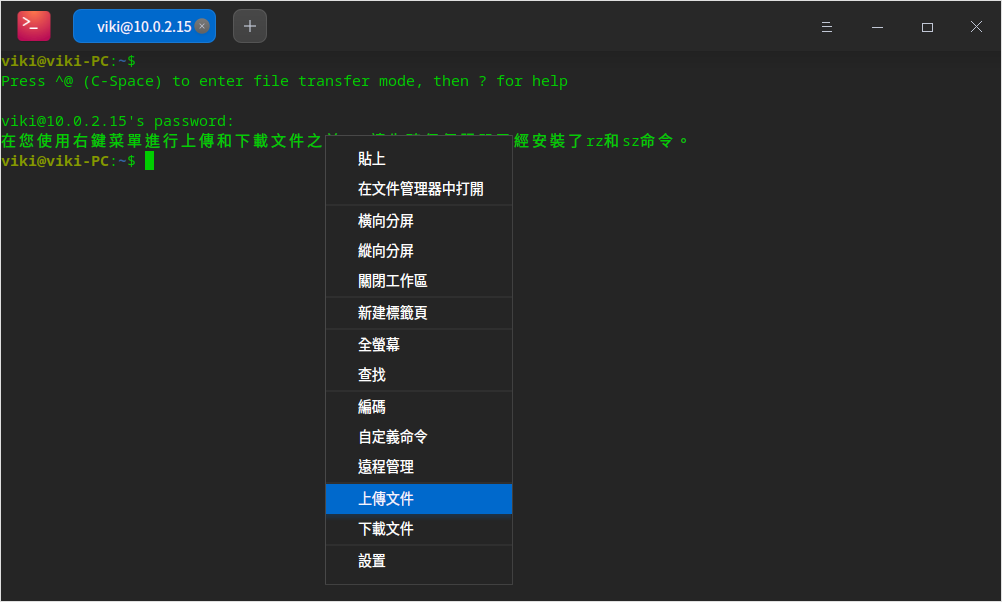 viki@10.0.2.15
viki@viki-PC:~$
Press ^@ (C-Space) to enter file transfer mode, then ? for help
viki@10.0.2.15's password:
在您使用右鍵菜單進行上傳和下載文件之 經安裝了rz和sz命令。
viki@viki-PC:~$
貼上
在文件管理器中打開
橫向分屏
縱向分屏
關閉工作區
新建標籤頁
全螢幕
查找
編碼
自定義命令
遠程管理
上傳文件
下載文件
設置